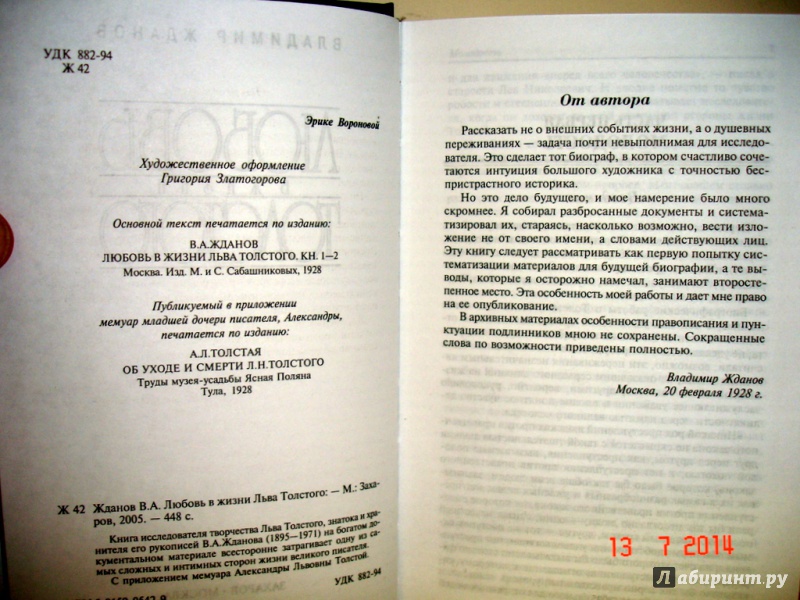 УДК 882-94
Ж 42
Эрике Вороновой
Художественное оформление
Григория Златогорова
Основной текст печатается по изданию:
В.А.ЖДАНОВ
ЛЮБОВЬ В ЖИЗНИ ЛЬВА ТОЛСТОГО. КН. 1–2
Москва. Изд. М. и С. Сабашниковых, 1928
Публикуемый в приложении
мемуар младшей дочери писателя, Александры,
печатается по изданию:
А.Л.ТОЛСТАЯ
ОБ УХОДЕ И СМЕРТИ Л.Н.ТОЛСТОГО
Труды музея-усадьбы Ясная Поляна
Тула, 1928
Ж 42 Жданов В.А. Любовь в жизни Льва Толстого: — М.: Заха-
ров, 2005. — 448 с.
Книга исследователя творчества Льва Толстого, знатока и хра-
нителя его рукописей В.А.Жданова (1895—1971) на богатом до-
кументальном материале всесторонне затрагивает одну из са-
мых сложных и интимных сторон жизни великого писателя.
С приложением мемуара Александры Львовны Толстой.
УДК 882-94
От автора
Рассказать не о внешних событиях жизни, а о душевных
переживаниях — задача почти невыполнимая для исследо-
вателя. Это сделает тот биограф, в котором счастливо соче-
таются интуиция большого художника с точностью бес-
пристрастного историка.
Но это дело будущего, и мое намерение было много
скромнее. Я собирал разбросанные документы и система-
тизировал их, стараясь, насколько возможно, вести изло-
жение не от своего имени, а словами действующих лиц.
Эту книгу следует рассматривать как первую попытку си-
стематизации материалов для будущей биографии, а те вы-
воды, которые я осторожно намечал, занимают второсте-
пенное место. Эта особенность моей работы и дает мне право
на ее опубликование.
В архивных материалах особенности правописания и пун-
ктуации подлинников мною не сохранены. Сокращенные
слова по возможности приведены полностью.
Владимир Жданов
Москва, 20 февраля 1928 г.
13 7 2014
Лабиринт.ру